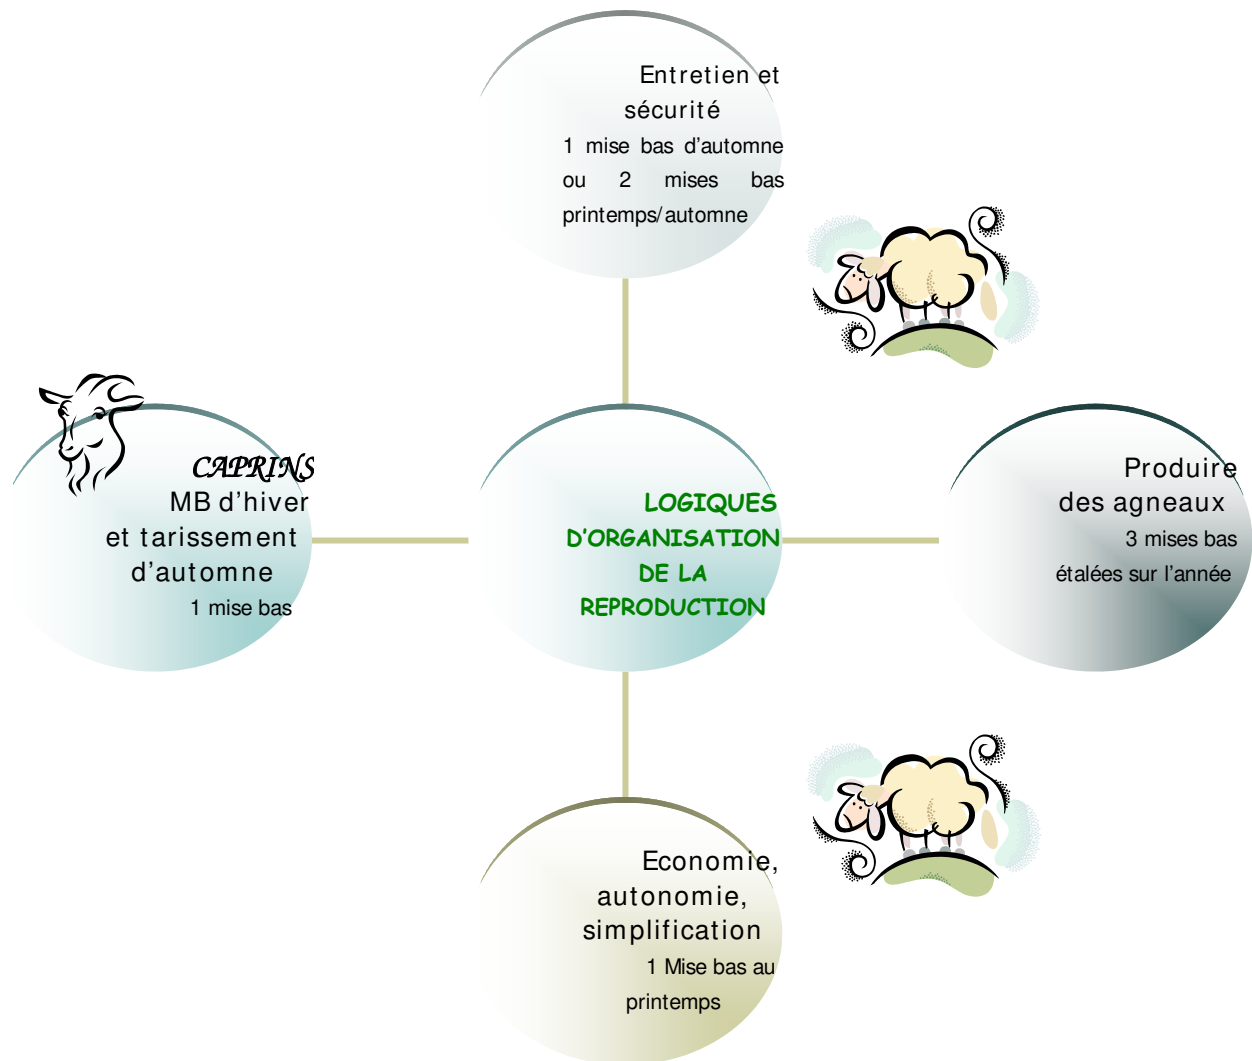 Entretien et
sécurité
1 mise bas d'automne
ou 2 mises bas
printemps/automne
CAPRINS
MB d'hiver
et tarissement
d'automne
1 mise bas
LOGIQUES
D'ORGANISATION
DE LA
REPRODUCTION
Produire
des agneaux
3 mises bas
étalées sur l'année
Economie,
autonomie,
simplification
1 Mise bas au
printemps